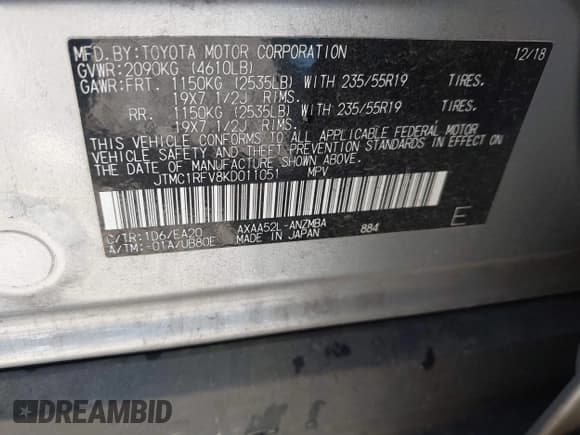 MFD.BY:TOYOTA MOTOR CORPORATION 12/18
GVWR:2090KG (4610LB)
GAWR:FRT. 1150KG (2535LB) WITH 235/55R19 TIRES.
19X7 1/2J RIMS.
RR. 1150KG (2535LB) WITH 235/55R19 TIRES.
19X7 1/2J RIMS.
THIS VEHICLE CONFORMS TO ALL APPLICABLE FEDERAL MOTOR
VEHICLE SAFETY AND THEFT PREVENTION STANDARDS IN EFFECT ON
THE DATE OF MANUFACTURE SHOWN ABOVE.
JTMC1RFV8KD011051 MPV
C/TR:1D6/EA20 AXAA52L-ANZMBA 884 E
A/TM:-01A/UB80E MADE IN JAPAN
DREAMBID